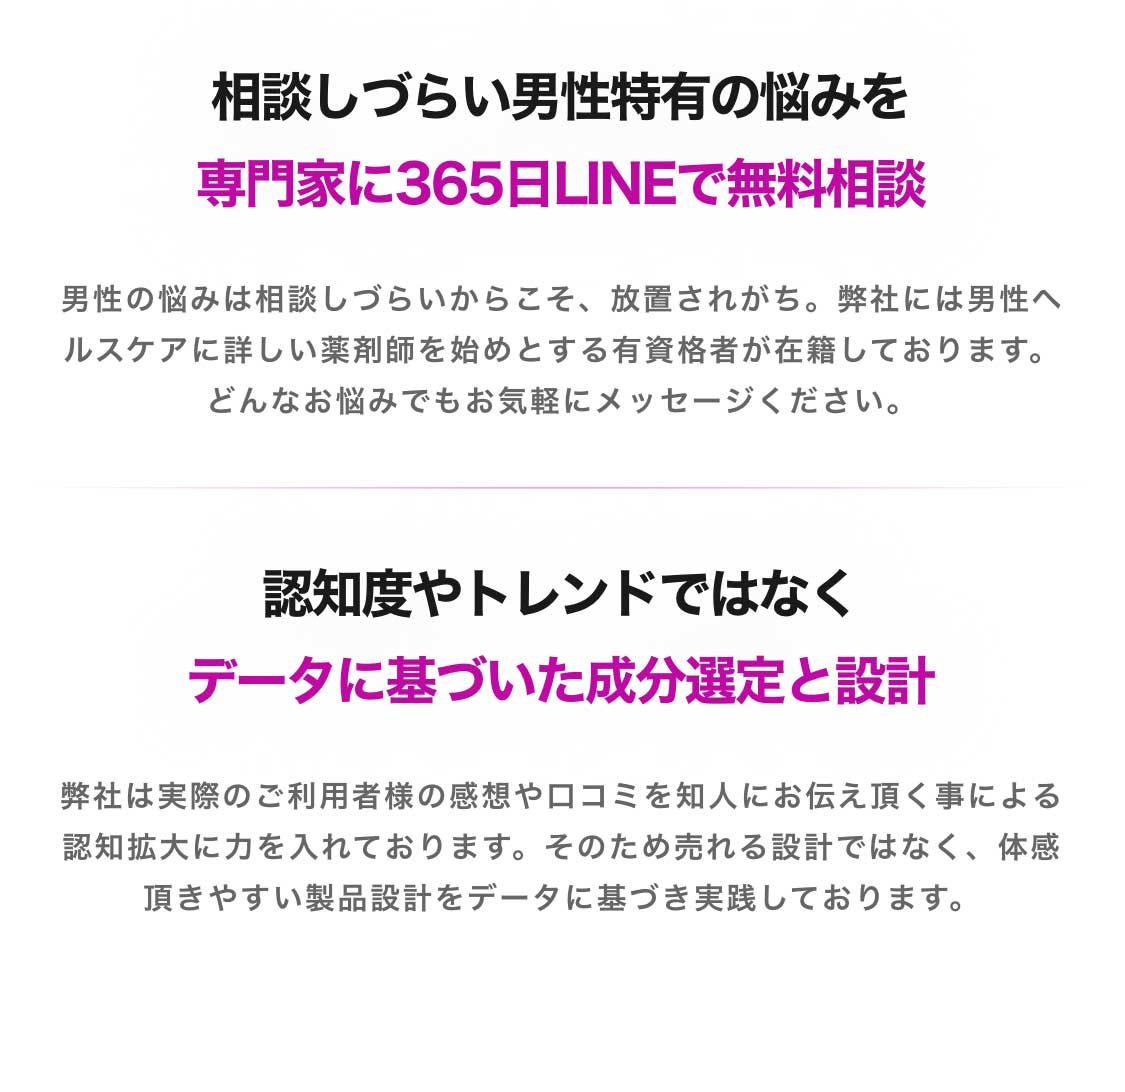 相談しづらい男性特有の悩みを
専門家に365日LINEで無料相談
男性の悩みは相談しづらいからこそ、放置されがち。弊社には男性ヘ
ルスケアに詳しい薬剤師を始めとする有資格者が在籍しております。
どんなお悩みでもお気軽にメッセージください。
認知度やトレンドではなく
データに基づいた成分選定と設計
弊社は実際のご利用者様の感想や口コミを知人にお伝え頂く事による
認知拡大に力を入れております。そのため売れる設計ではなく、体感
頂きやすい製品設計をデータに基づき実践しております。